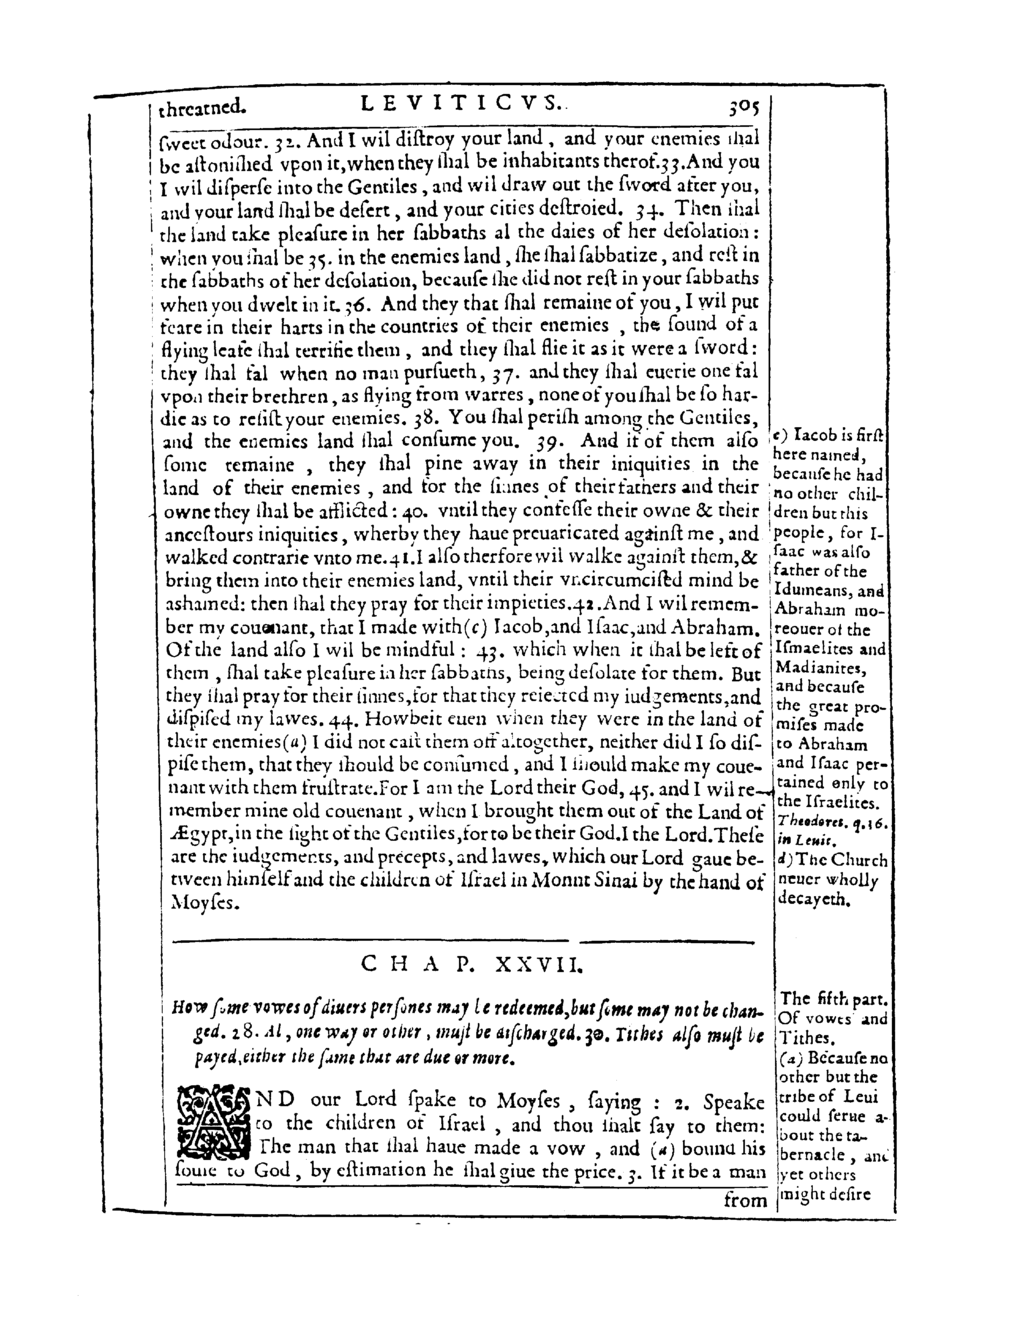 threatned.
LEVITICVS.
305
ſweet odour. 32. And I wil diſtroy your land, and your enemies ſhal
be aſtoniſhed vpon it, when they ſhal be inhabitants therof. 33. And you
I wil diſperſe into the Gentiles, and wil draw out the ſword after you,
and your land ſhal be deſert, and your cities deſtroied. 34. Then ſhal
the land take pleaſure in her ſabbaths al the daies of her deſolation:
when you ſhal be 35. in the enemies land, ſhe ſhal ſabbatize, and reſt in
the ſabbaths of her deſolation, becauſe ſhe did not reſt in your ſabbaths
when you dwelt in it. 36. And they that ſhal remaine of you, I wil put
feare in their harts in the countries of their enemies, the ſound of a
flying leafe ſhal terrifie them, and they ſhal flie it as it were a ſword:
they ſhal fal when no man purſueth, 37. and they ſhal euerie one fal
vpon their brethren, as flying from warres, none of you ſhal be ſo har-
die as to reſiſt your enemies. 38. You ſhal periſh among the Gentiles,
and the enemies land ſhal conſume you. 39. And if of them alſo
ſome remaine, they ſhal pine away in their iniquities in the
land of their enemies, and for the ſinnes of their fathers and their
owne they ſhal be afflicted: 40. vntil they confeſſe their owne & their
anceſtours iniquities, wherby they haue preuaricated againſt me, and
walked contrarie vnto me. 41. I alſo therfore wil walke againſt them, &
bring them into their enemies land, vntil their vncircumciſed mind be
aſhamed: then ſhal they pray for their impieties. 42. And I wil remem-
ber my couenant, that I made with (c) Iacob, and Iſaac, and Abraham.
Of the land alſo I wil be mindful: 43. which when it ſhal be left of
them, ſhal take pleaſure in her ſabbaths, being deſolate for them. But
they ſhal pray for their ſinnes, for that they reiected my iudgements, and
diſpiſed my lawes. 44. Howbeit euen when they were in the land of
their enemies (a) I did not caſt them off altogether, neither did I ſo diſ-
piſe them, that they ſhould be conſumed, and I ſhould make my coue-
nant with them fruſtrate. For I am the Lord their God, 45. and I wil re-
member mine old couenant, when I brought them out of the Land of
Ægypt, in the ſight of the Gentiles, for to be their God. I the Lord. Theſe
are the iudgements, and precepts, and lawes, which our Lord gaue be-
tween himſelf and the children of Iſrael in Mount Sinai by the hand of
Moyſes.
c) Iacob is firſt
here named,
becauſe he had
no other chil-
dren but this
people, for I-
ſaac was alſo
father of the
Idumeans, and
Abraham mo-
reouer of the
Iſmaelites and
Madianites,
and becauſe
the great pro-
miſes made
to Abraham
and Iſaac per-
tained only to
the Iſraelites.
Theodoret. q. 36.
in Leuit.
d) The Church
neuer wholly
decayeth.
CHAP. XXVII.
How ſome vowes of diuers perſones may be redeemed, but ſome may not be chan-
ged. 28. Al, one way or other, muſt be diſcharged. 30. Tithes alſo muſt be
payed, either the ſame that are due or more.
AND our Lord ſpake to Moyſes, ſaying: 2. Speake
to the children of Iſrael, and thou ſhalt ſay to them:
The man that ſhal haue made a vow, and (a) bound his
ſoule to God, by eſtimation he ſhal giue the price. 3. If it be a man
from
The fifth part.
Of vowes and
Tithes.
(a) Becauſe no
other but the
tribe of Leui
could ſerue a-
bout the ta-
bernacle, and
yet others
might deſire